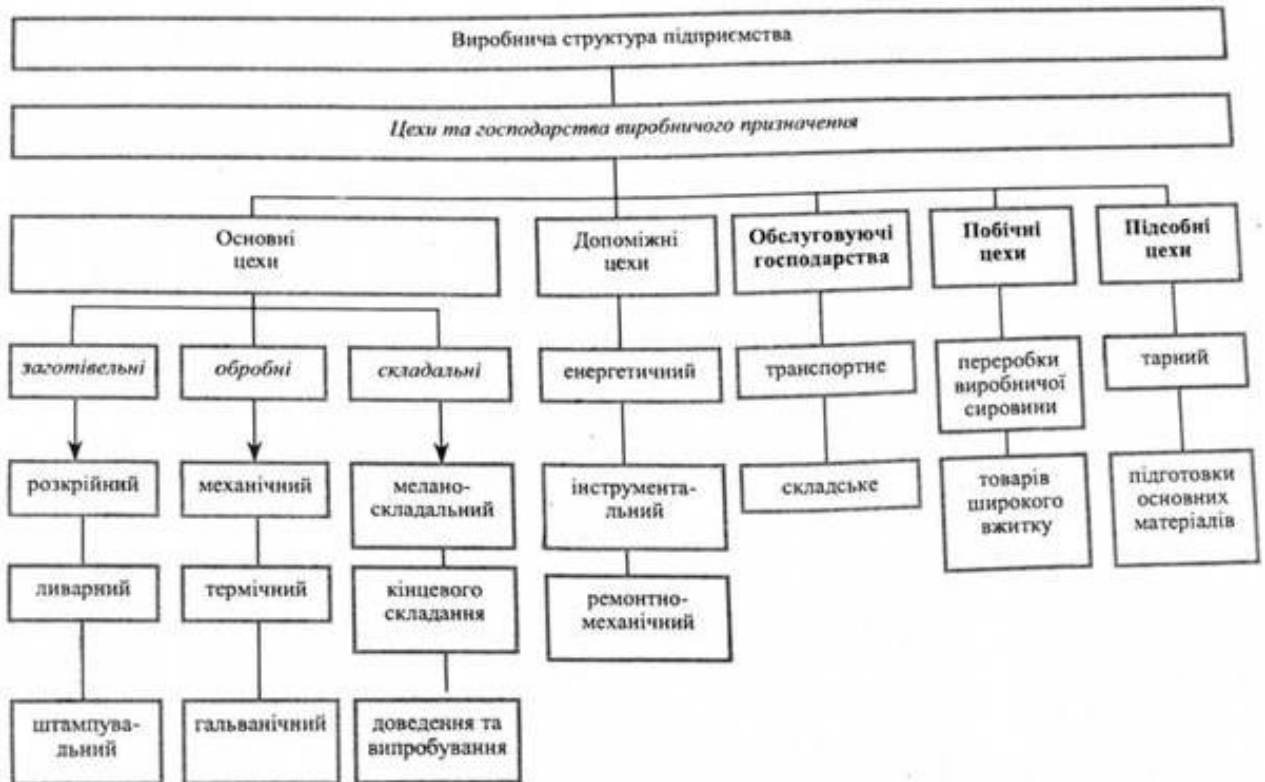 Виробнича структура підприємства
Цехи та господарства виробничого призначення
Основні
цехи
Допоміжні
цехи
Обслуговуючі
господарства
Побічні
цехи
Підсобні
цехи
заготівельні
обробні
складальні
енергетичний
транспортне
переробки
виробничої
сировини
тарний
розкрійний
механічний
мелано-
складальний
інструмента-
льний
складське
товарів
широкого
вжитку
підготовки
основних
матеріалів
ливарний
термічний
кінцевого
складання
ремонтно-
механічний
штампува-
льний
гальванічний
доведення та
випробування